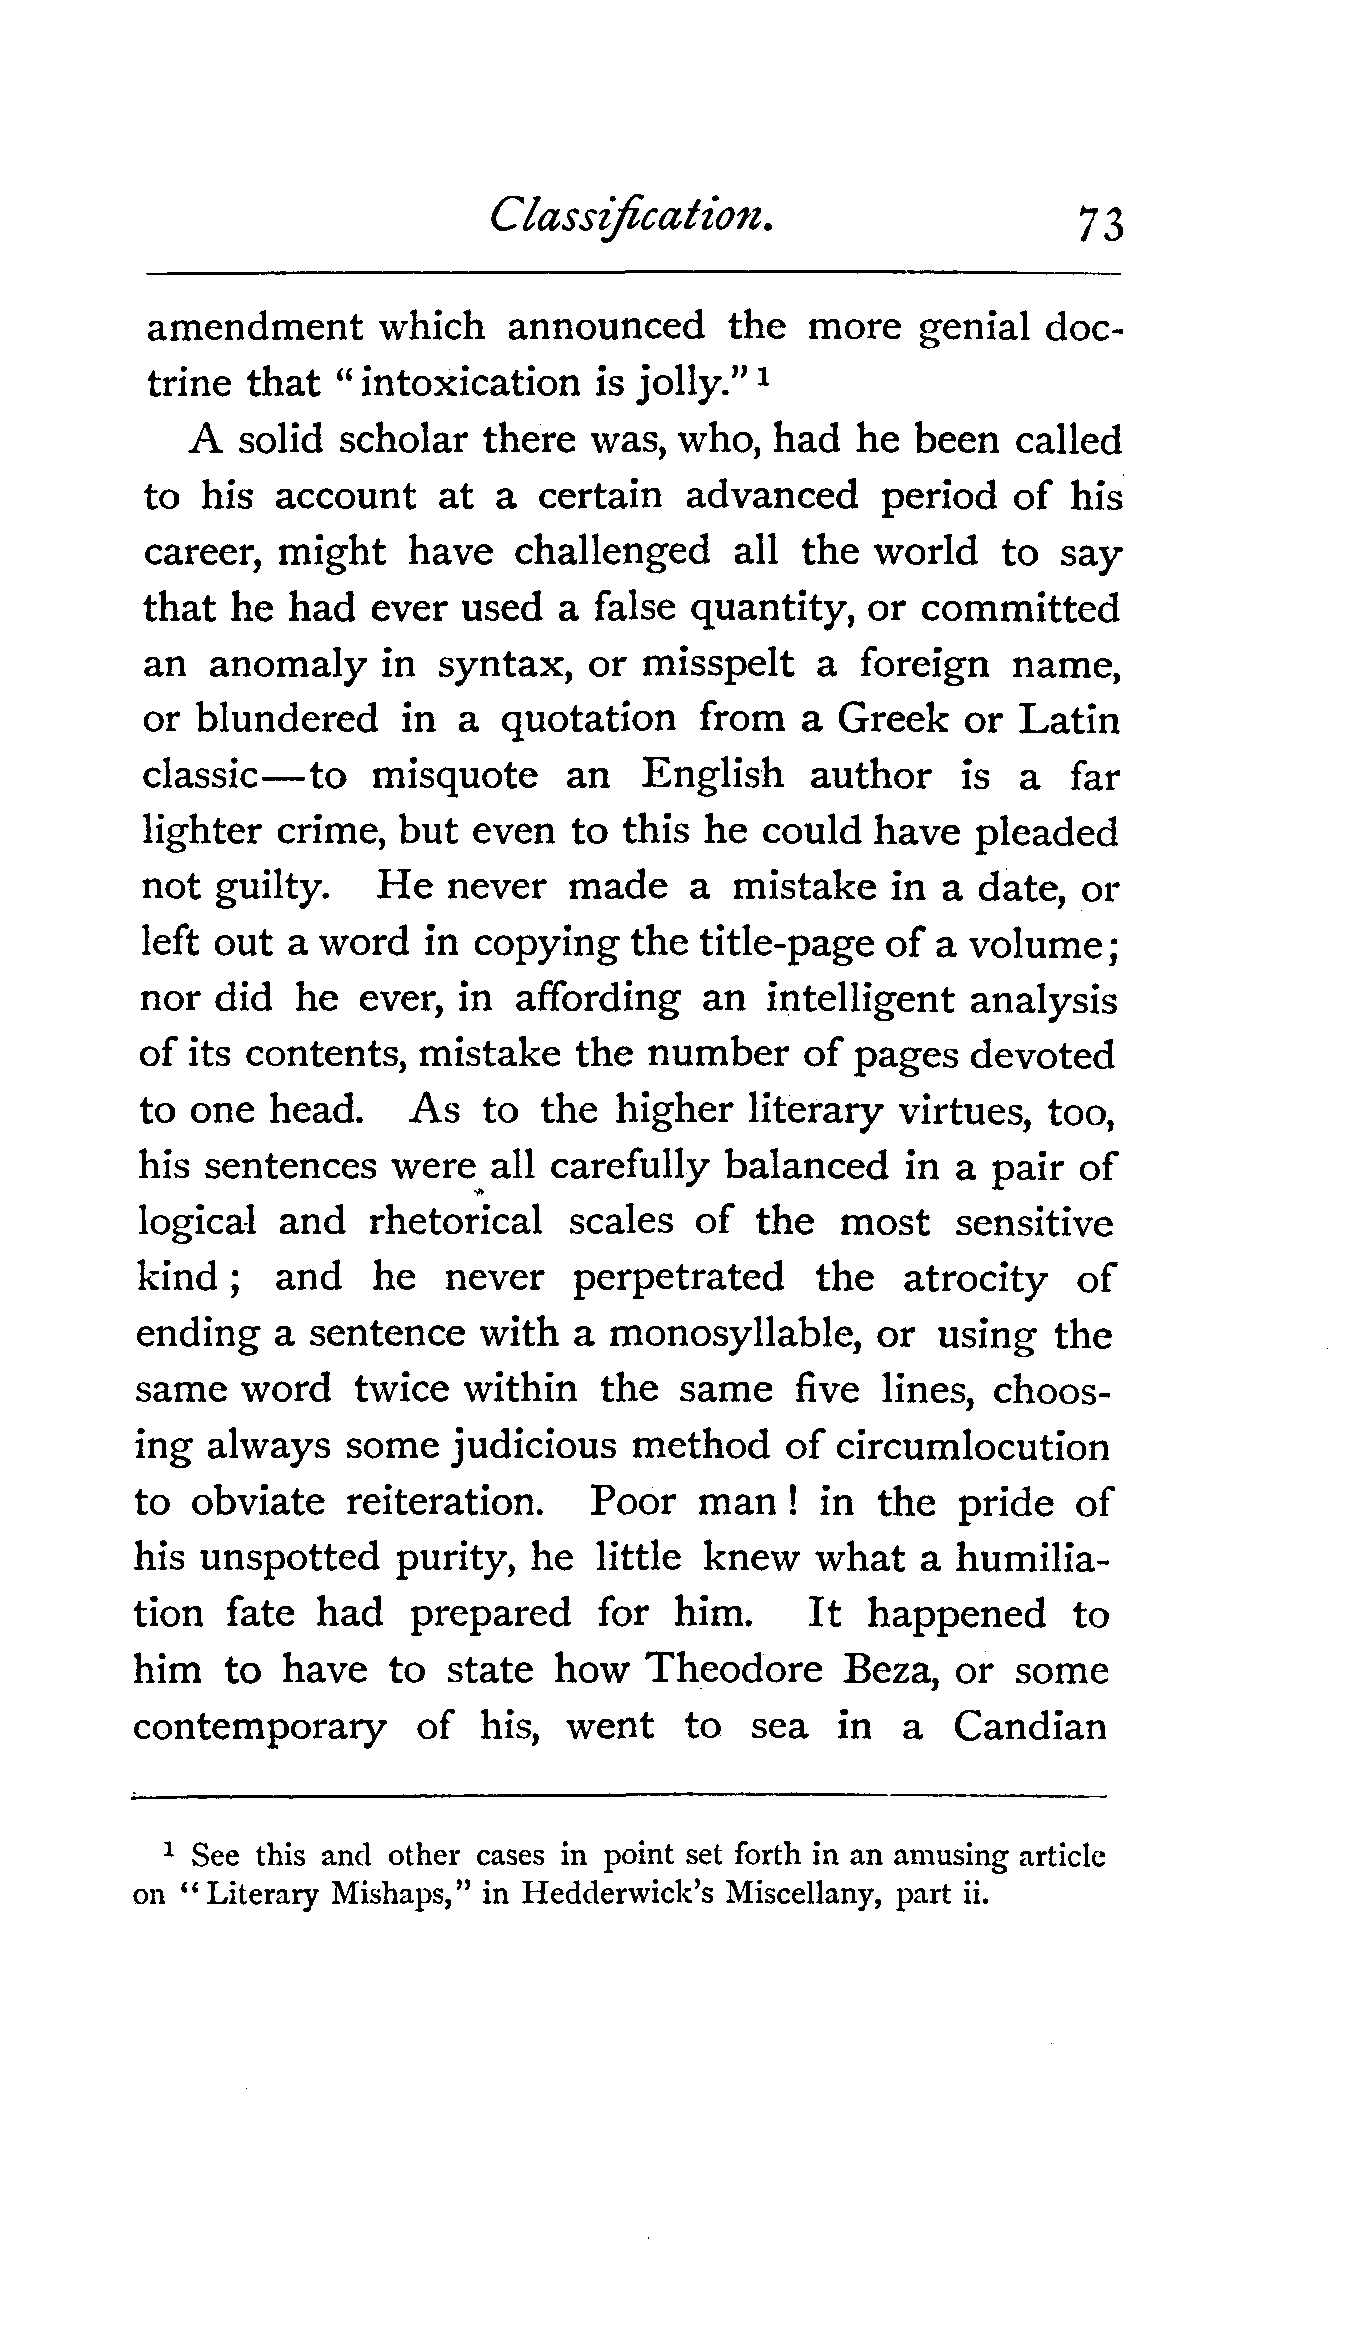 Classification. 73
amendment which announced the more genial doc-
trine that "intoxication is jolly." 1
A solid scholar there was, who, had he been called
to his account at a certain advanced period of his
career, might have challenged all the world to say
that he had ever used a false quantity, or committed
an anomaly in syntax, or misspelt a foreign name,
or blundered in a quotation from a Greek or Latin
classic—to misquote an English author is a far
lighter crime, but even to this he could have pleaded
not guilty. He never made a mistake in a date, or
left out a word in copying the title-page of a volume;
nor did he ever, in affording an intelligent analysis
of its contents, mistake the number of pages devoted
to one head. As to the higher literary virtues, too,
his sentences were all carefully balanced in a pair of
logical and rhetorical scales of the most sensitive
kind ; and he never perpetrated the atrocity of
ending a sentence with a monosyllable, or using the
same word twice within the same five lines, choos-
ing always some judicious method of circumlocution
to obviate reiteration. Poor man ! in the pride of
his unspotted purity, he little knew what a humilia-
tion fate had prepared for him. It happened to
him to have to state how Theodore Beza, or some
contemporary of his, went to sea in a Candian
1 See this and other cases in point set forth in an amusing article
on "Literary Mishaps," in Hedderwick's Miscellany, part ii.